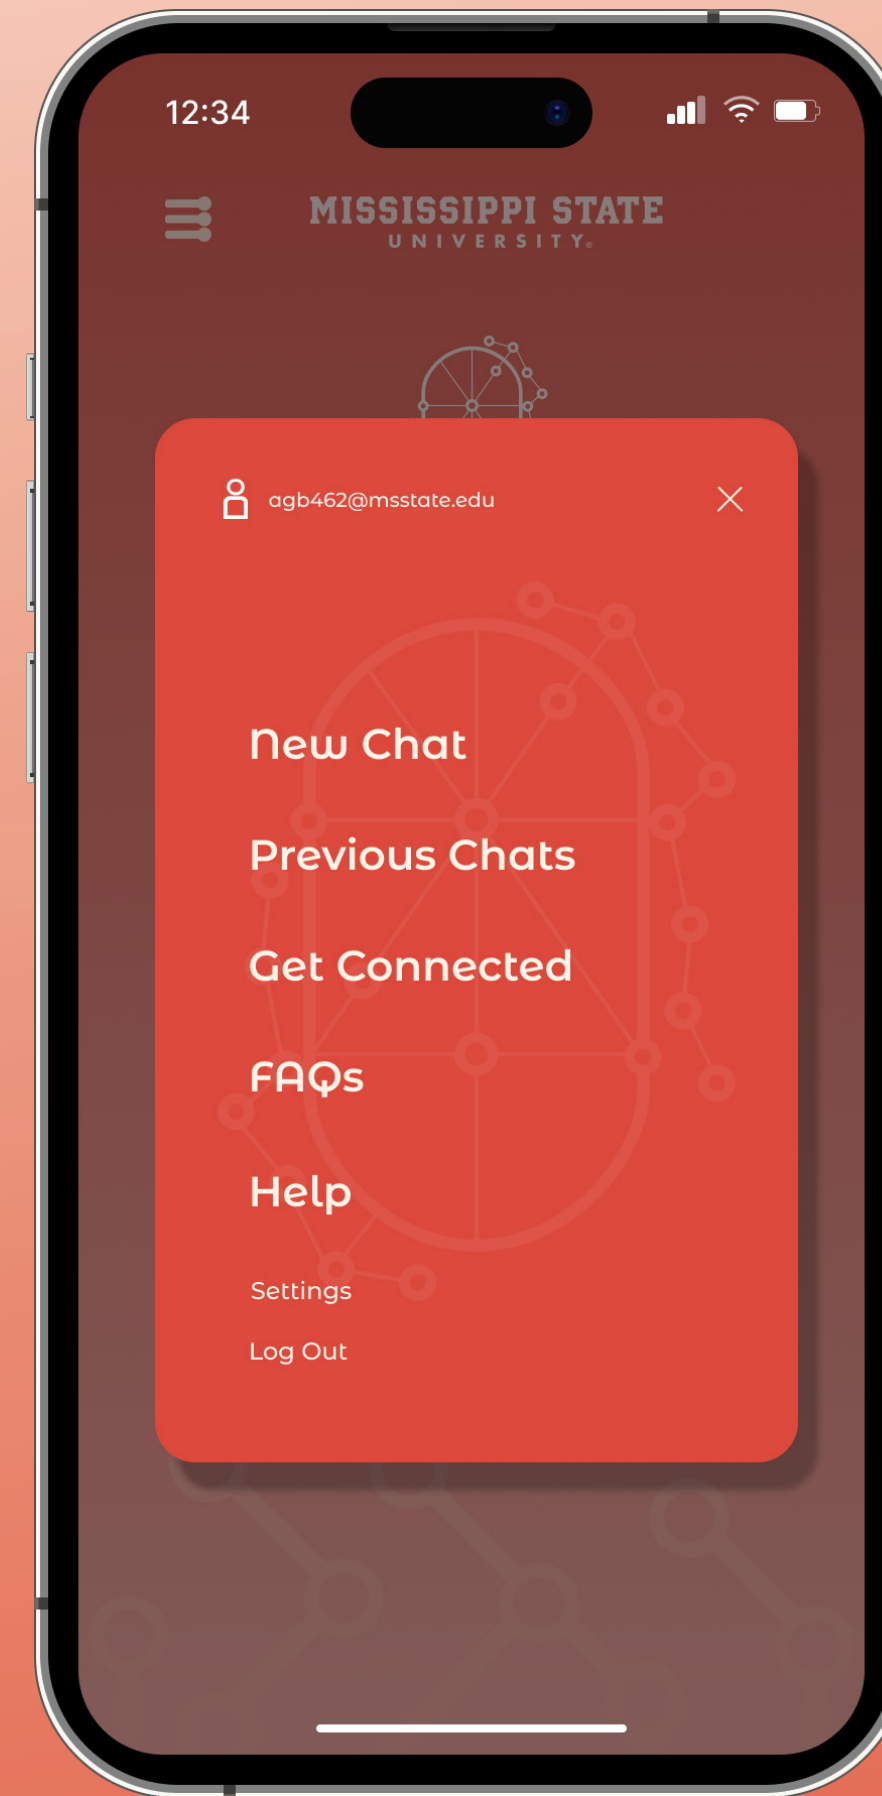 12:34
MISSISSIPPI STATE
UNIVERSITY®
agb462@msstate.edu
New Chat
Previous Chats
Get Connected
FAQs
Help
Settings
Log Out